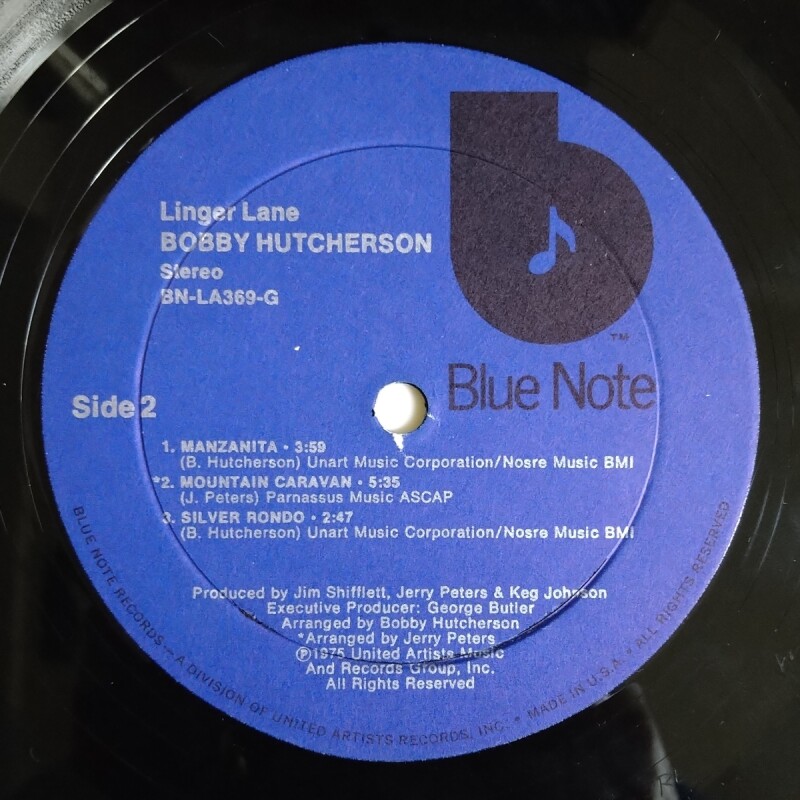 Linger Lane
BOBBY HUTCHERSON
Stereo
BN-LA369-G
TM
Blue Note
Side 2
1. MANZANITA • 3:59
(B. Hutcherson) Unart Music Corporation/Nosre Music BMI
*2. MOUNTAIN CARAVAN • 5:35
(J. Peters) Parnassus Music ASCAP
3. SILVER RONDO • 2:47
(B. Hutcherson) Unart Music Corporation/Nosre Music BMI
Produced by Jim Shifflett, Jerry Peters & Keg Johnson
Executive Producer: George Butler
Arranged by Bobby Hutcherson
*Arranged by Jerry Peters
℗1975 United Artists Music
And Records Group, Inc.
All Rights Reserved
BLUE NOTE RECORDS — A DIVISION OF UNITED ARTISTS RECORDS, INC. • MADE IN U.S.A. • ALL RIGHTS RESERVED